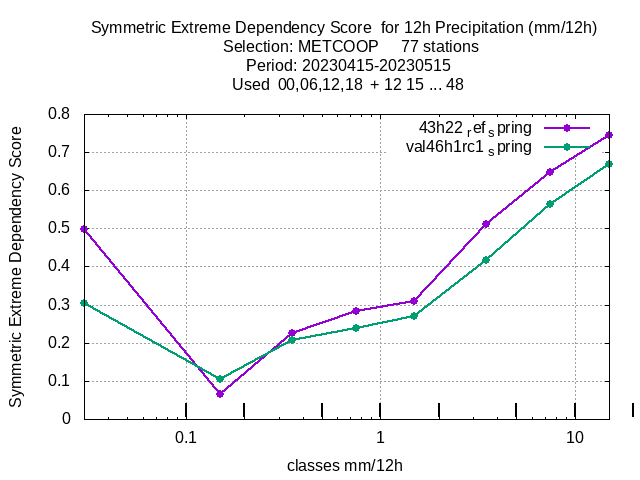 Symmetric Extreme Dependency Score for 12h Precipitation (mm/12h)
Selection: METCOOP 77 stations
Period: 20230415-20230515
Used 00,06,12,18 + 12 15 ... 48
43h22 ref spring
val46h1rc1 spring
Symmetric Extreme Dependency Score
0.8
0.7
0.6
0.5
0.4
0.3
0.2
0.1
0
0.1
1
10
classes mm/12h